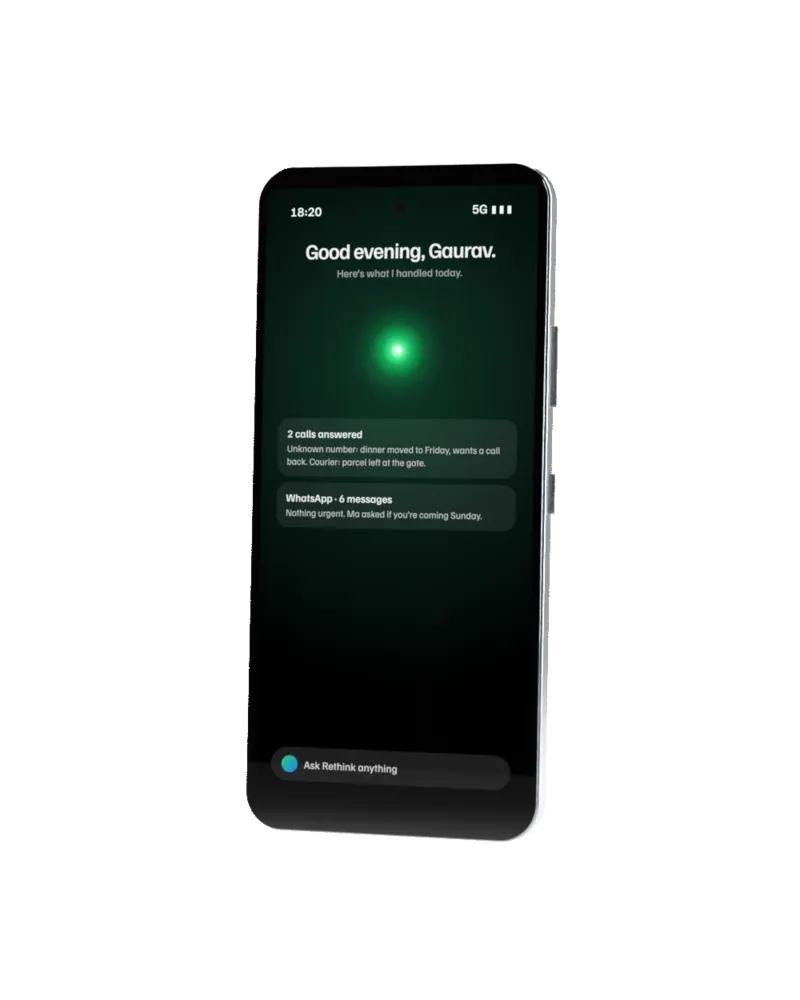 18:20
5G
Good evening, Gaurav.
Here's what I handled today.
2 calls answered
Unknown number: dinner moved to Friday, wants a call
back. Courier: parcel left at the gate.
WhatsApp · 6 messages
Nothing urgent. Ma asked if you're coming Sunday.
Ask Rethink anything